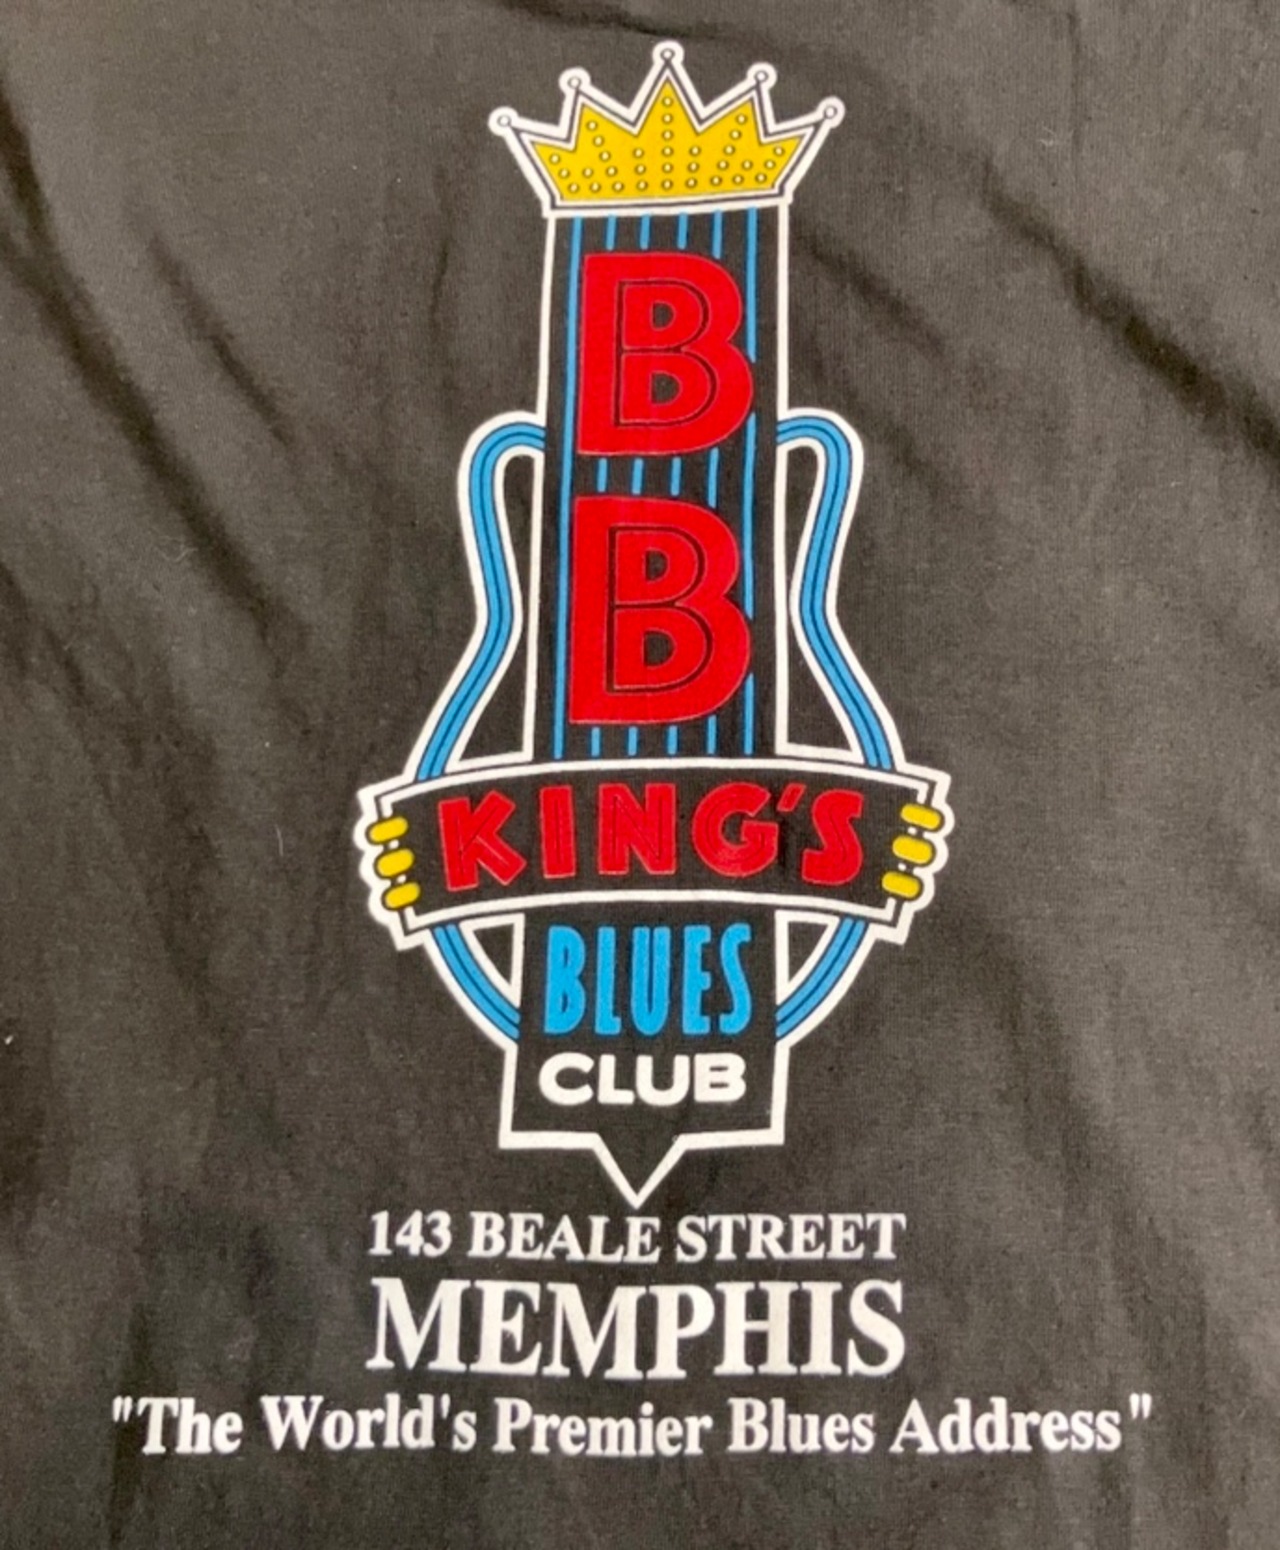 B
B
KING'S
BLUES
CLUB
143 BEALE STREET
MEMPHIS
"The World's Premier Blues Address"